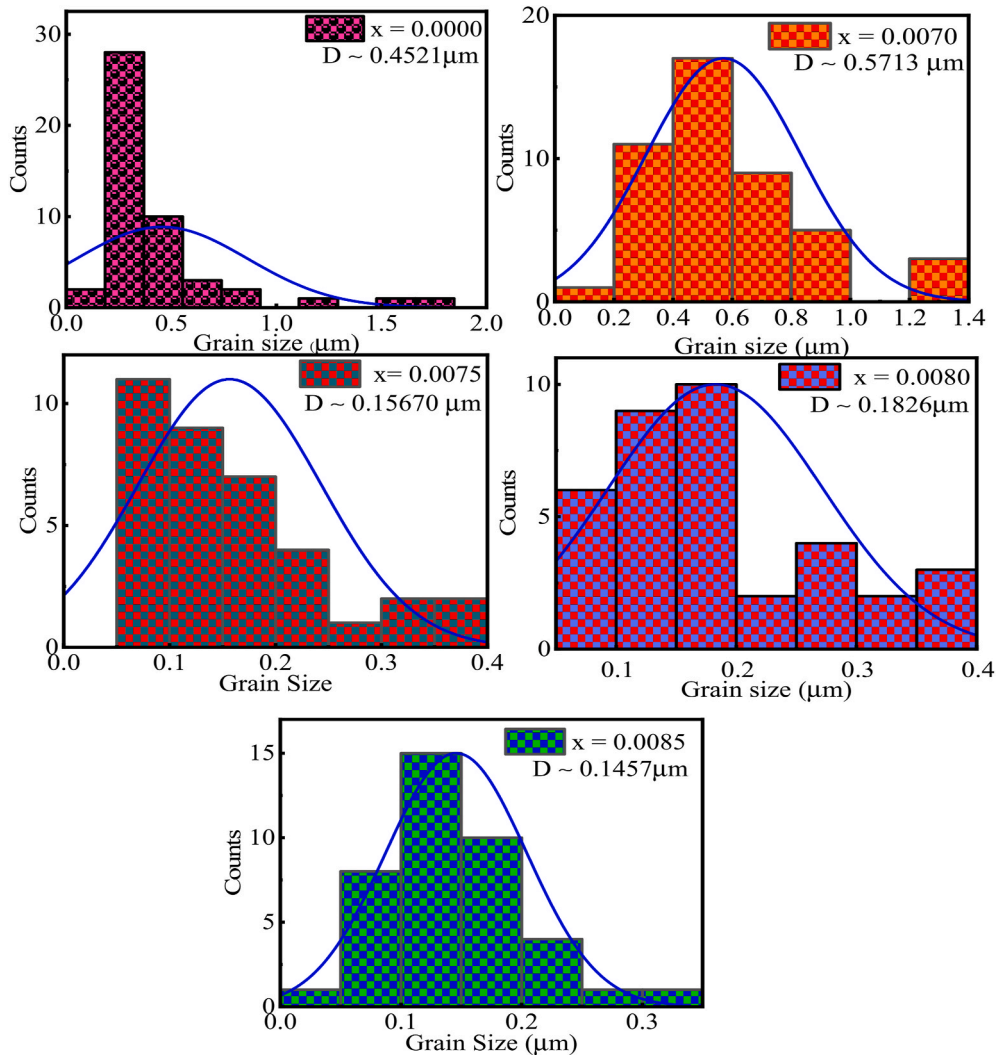 x = 0.0000
D ~ 0.4521μm
30
20
10
0
Counts
0.0 0.5 1.0 1.5 2.0
Grain size (μm)
x = 0.0070
D ~ 0.5713 μm
20
10
0
Counts
0.0 0.2 0.4 0.6 0.8 1.0 1.2 1.4
Grain size (μm)
x= 0.0075
D ~ 0.15670 μm
10
5
0
Counts
0.0 0.1 0.2 0.3 0.4
Grain Size
x = 0.0080
D ~ 0.1826μm
10
5
0
Counts
0.1 0.2 0.3 0.4
Grain size (μm)
x = 0.0085
D ~ 0.1457μm
15
10
5
0
Counts
0.0 0.1 0.2 0.3
Grain Size (μm)